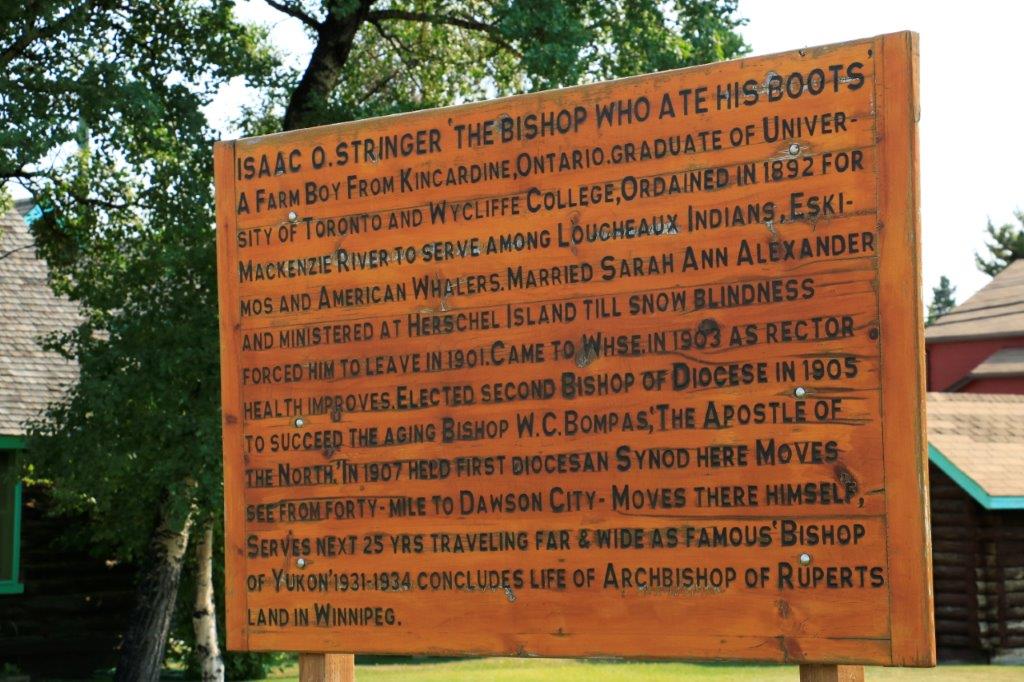 ISAAC O. STRINGER 'THE BISHOP WHO ATE HIS BOOTS'
A FARM BOY FROM KINCARDINE, ONTARIO. GRADUATE OF UNIVER-
SITY OF TORONTO AND WYCLIFFE COLLEGE, ORDAINED IN 1892 FOR
MACKENZIE RIVER TO SERVE AMONG LOUCHEAUX INDIANS, ESKI-
MOS AND AMERICAN WHALERS. MARRIED SARAH ANN ALEXANDER
AND MINISTERED AT HERSCHEL ISLAND TILL SNOW BLINDNESS
FORCED HIM TO LEAVE IN 1901. CAME TO WHSE. IN 1903 AS RECTOR
HEALTH IMPROVES. ELECTED SECOND BISHOP OF DIOCESE IN 1905
TO SUCCEED THE AGING BISHOP W.C. BOMPAS, 'THE APOSTLE OF
THE NORTH.' IN 1907 HELD FIRST DIOCESAN SYNOD HERE MOVES
SEE FROM FORTY-MILE TO DAWSON CITY - MOVES THERE HIMSELF,
SERVES NEXT 25 YRS TRAVELING FAR & WIDE AS FAMOUS 'BISHOP
OF YUKON' 1931-1934 CONCLUDES LIFE OF ARCHBISHOP OF RUPERTS
LAND IN WINNIPEG.